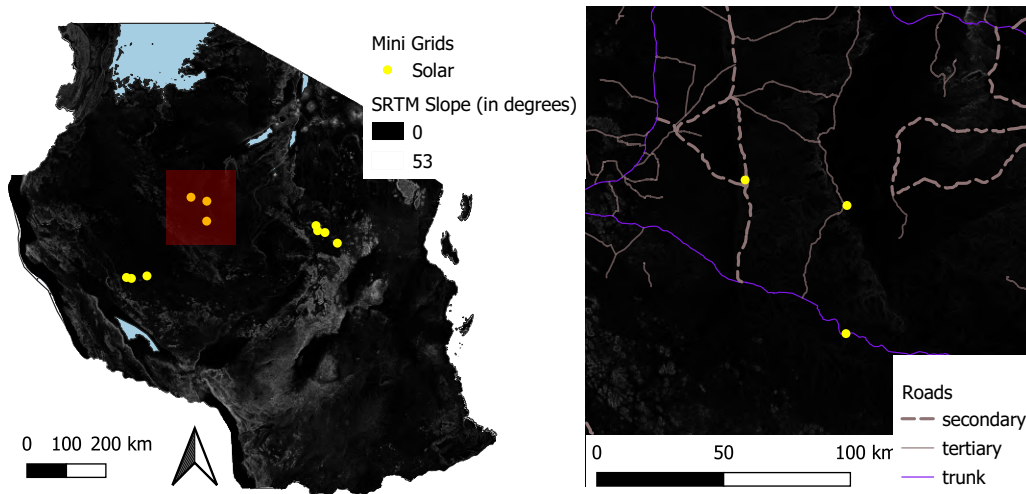 Mini Grids
Solar
SRTM Slope (in degrees)
0
53
0 100 200 km
Roads
secondary
tertiary
trunk
0 50 100 km